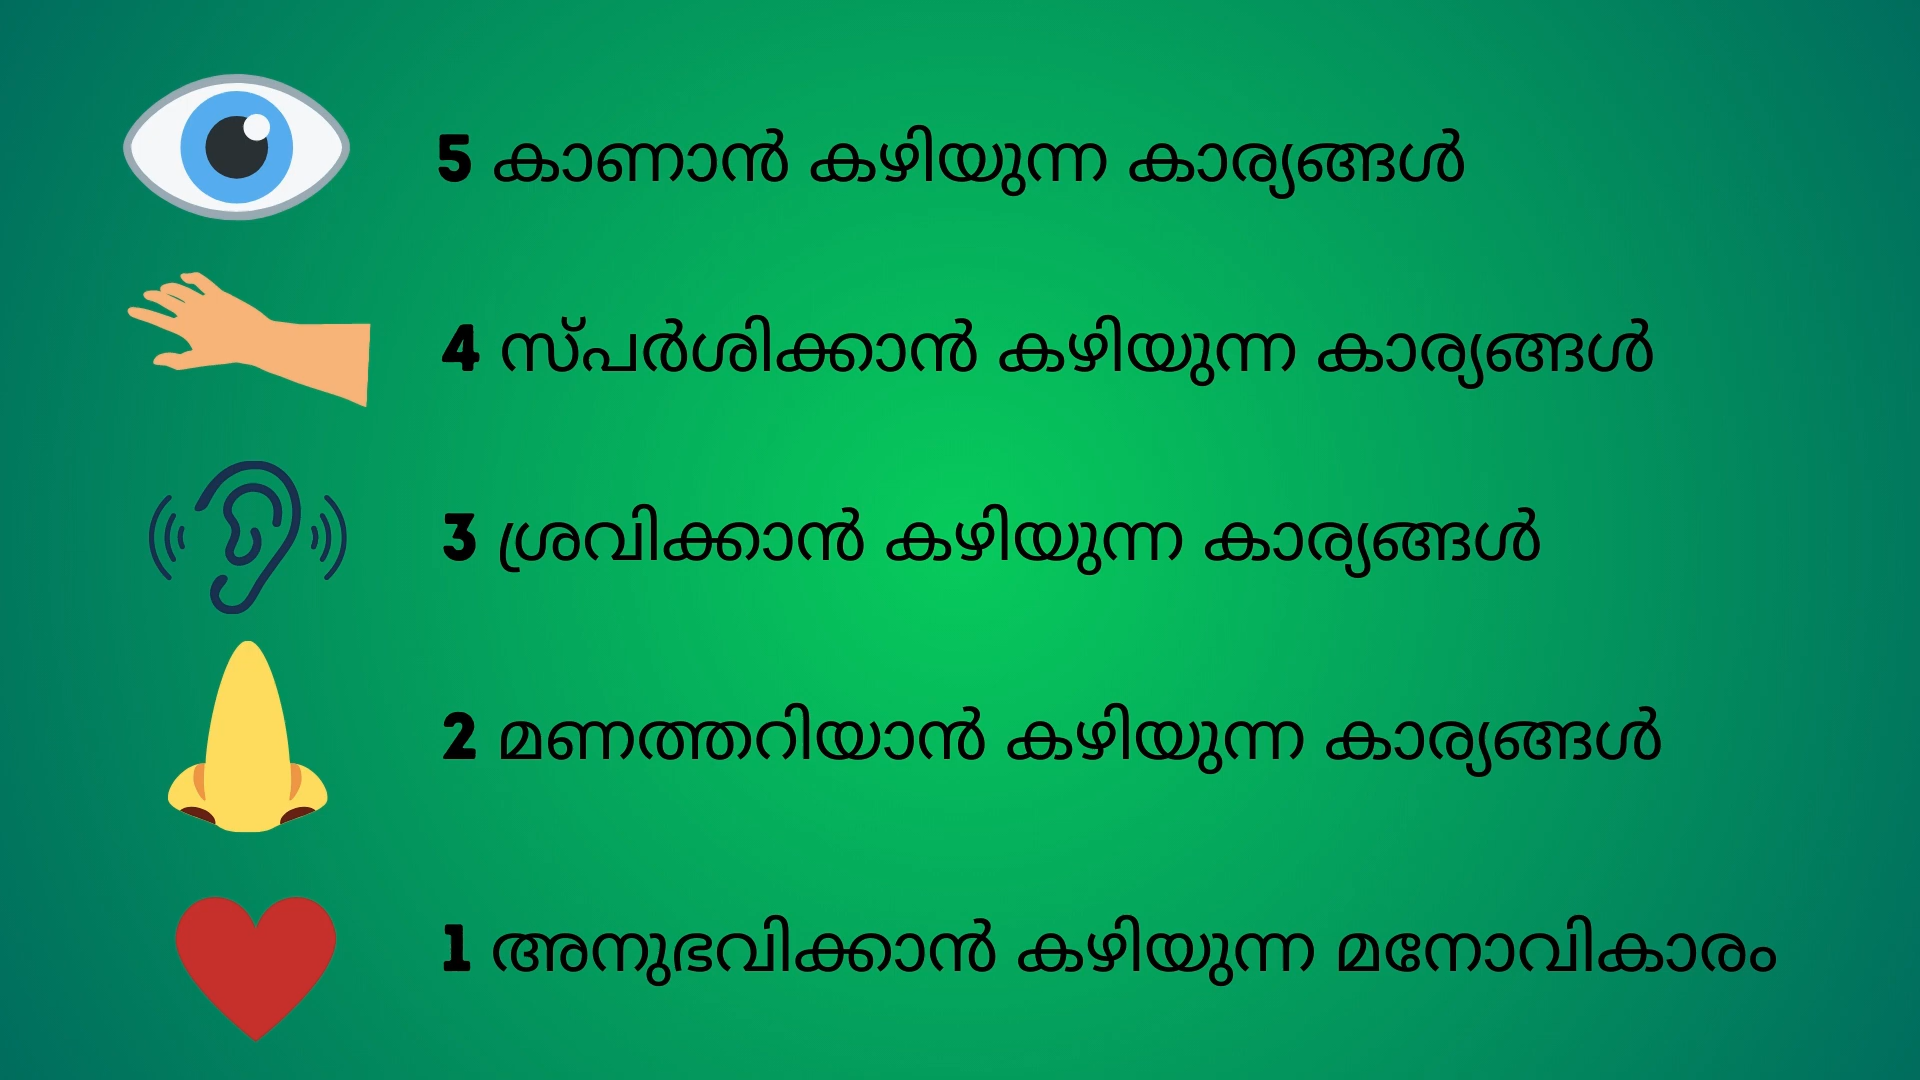 5 കാണാൻ കഴിയുന്ന കാര്യങ്ങൾ
4 സ്പർശിക്കാൻ കഴിയുന്ന കാര്യങ്ങൾ
3 ശ്രവിക്കാൻ കഴിയുന്ന കാര്യങ്ങൾ
2 മണത്തറിയാൻ കഴിയുന്ന കാര്യങ്ങൾ
1 അനുഭവിക്കാൻ കഴിയുന്ന മനോവികാരം